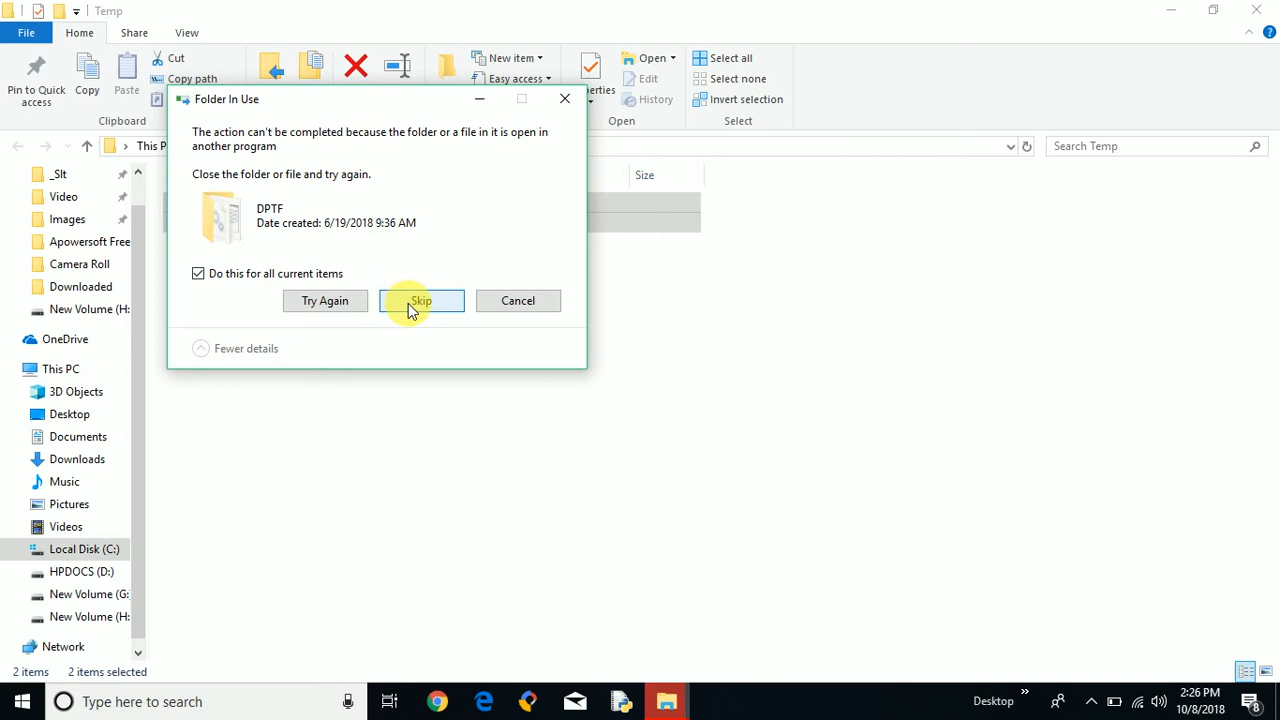 Temp
File Home Share View
Pin to Quick access
Copy
Paste
Cut
Copy path
New item
Easy access
Open
Edit
History
Select all
Select none
Invert selection
Clipboard
Open
Select
This P
Search Temp
Size
Folder In Use
The action can't be completed because the folder or a file in it is open in
another program
Close the folder or file and try again.
DPTF
Date created: 6/19/2018 9:36 AM
Do this for all current items
Try Again Skip Cancel
Fewer details
_Slt
Video
Images
Apowersoft Free
Camera Roll
Downloaded
New Volume (H:
OneDrive
This PC
3D Objects
Desktop
Documents
Downloads
Music
Pictures
Videos
Local Disk (C:)
HPDOCS (D:)
New Volume (G:
New Volume (H:
Network
2 items 2 items selected
Type here to search
Desktop
2:26 PM
10/8/2018
8